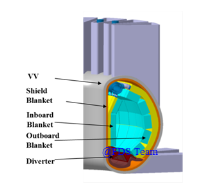 VV
Shield
Blanket
Inboard
Blanket
Outboard
Blanket
Diverter
FDS Team